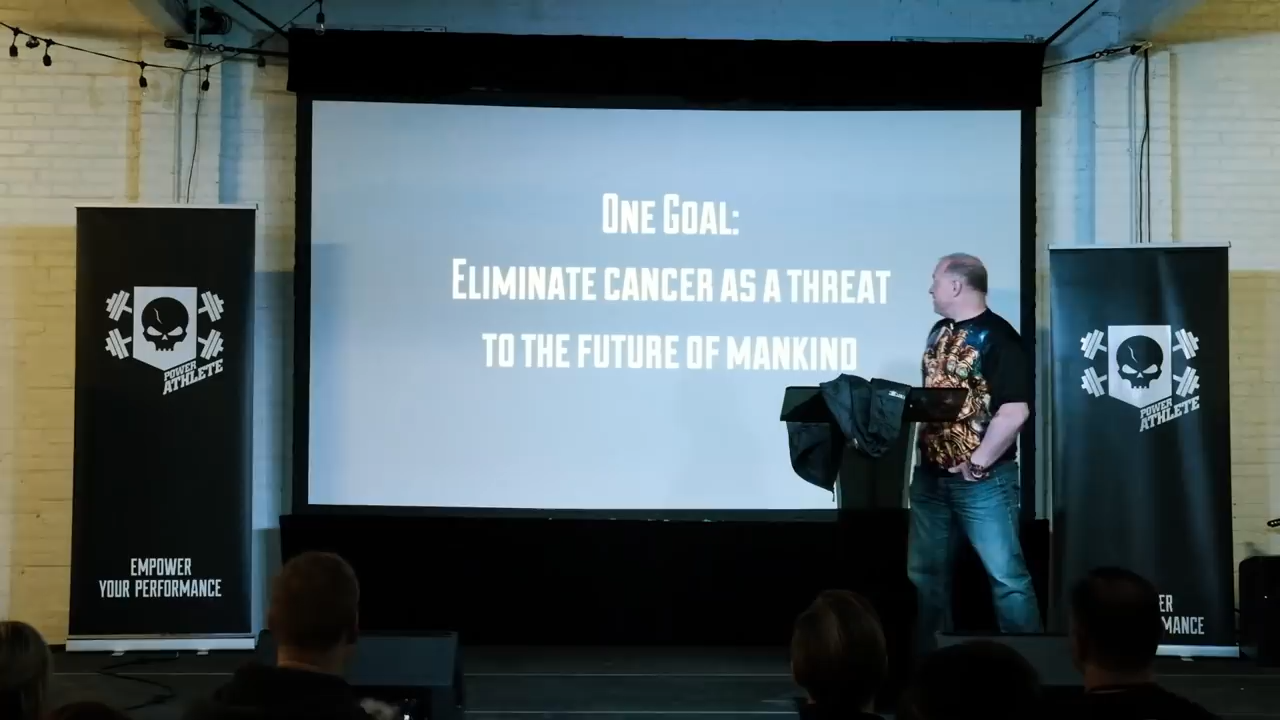 One Goal:
Eliminate cancer as a threat
to the future of mankind
POWER
ATHLETE
EMPOWER
YOUR PERFORMANCE
POWER
ATHLETE
ER
MANCE